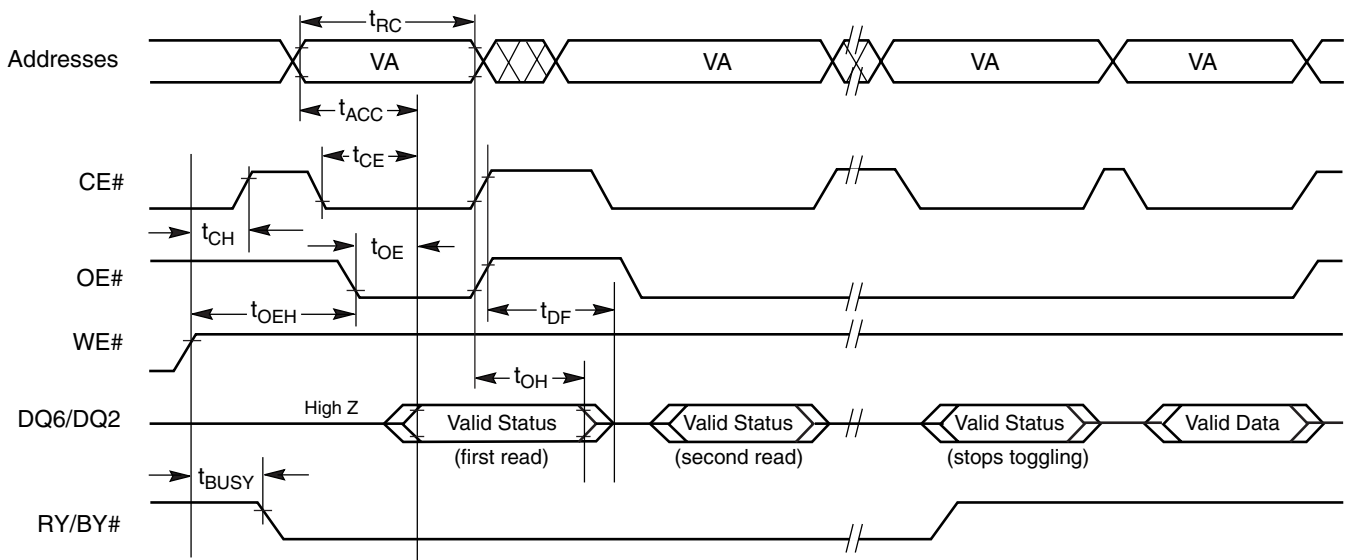 tRC
Addresses VA VA VA VA
tACC
tCE
CE#
tCH tOE
OE#
tOEH tDF
WE#
tOH
High Z
DQ6/DQ2 Valid Status Valid Status Valid Status Valid Data
(first read) (second read) (stops toggling)
tBUSY
RY/BY#